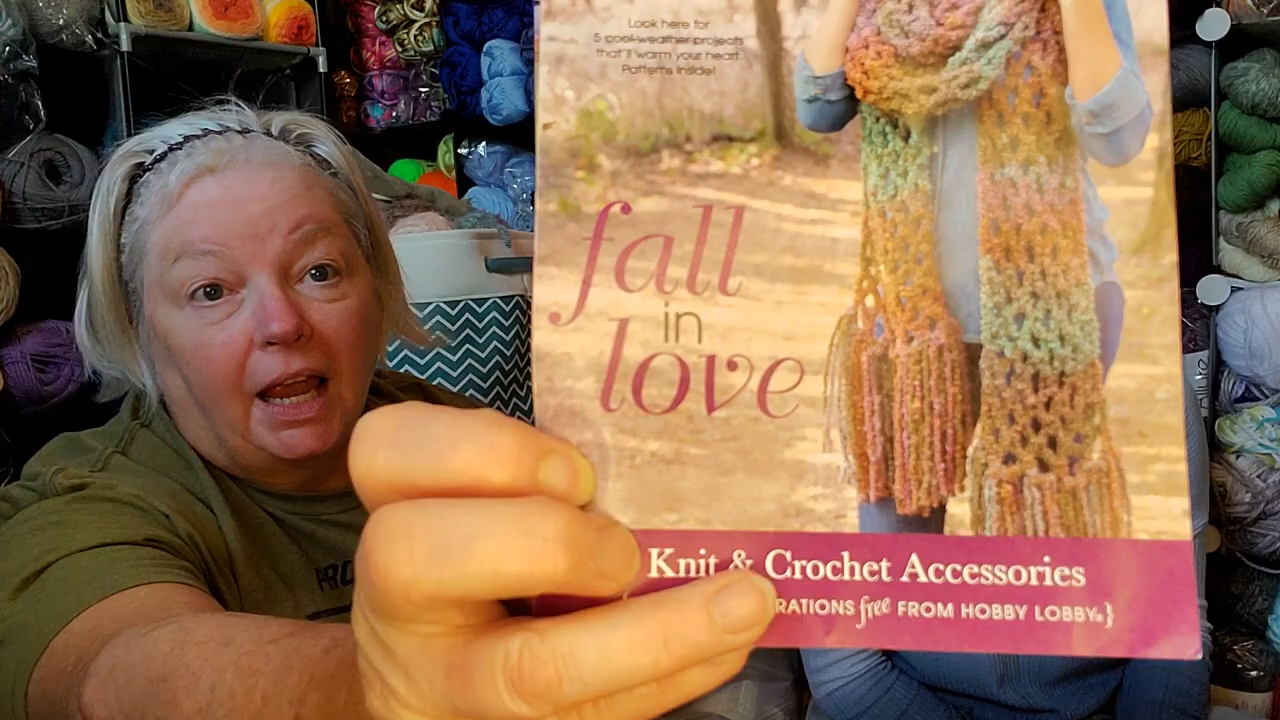 Look here for
5 cool-weather projects
that'll warm your heart.
Patterns inside!
fall
in
love
Knit & Crochet Accessories
free FROM HOBBY LOBBY®}
PRO